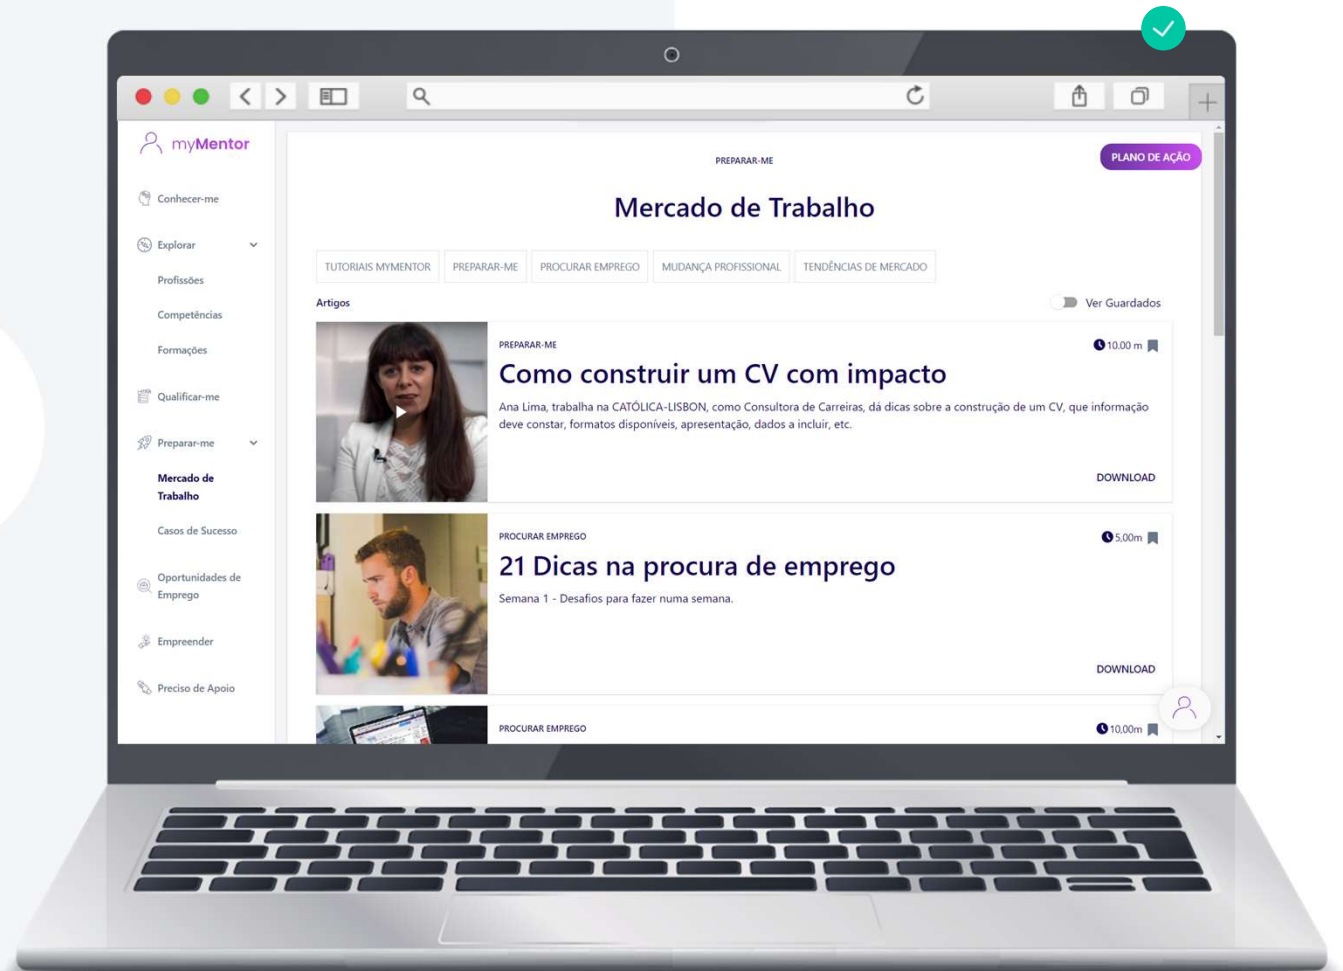 myMentor
Conhecer-me
Explorar
Profissões
Competências
Formações
Qualificar-me
Preparar-me
Mercado de
Trabalho
Casos de Sucesso
Oportunidades de
Emprego
Empreender
Preciso de Apoio
PREPARAR-ME
PLANO DE AÇÃO
Mercado de Trabalho
TUTORIAIS MYMENTOR
PREPARAR-ME
PROCURAR EMPREGO
MUDANÇA PROFISSIONAL
TENDÊNCIAS DE MERCADO
Artigos
Ver Guardados
PREPARAR-ME
10.00 m
Como construir um CV com impacto
Ana Lima, trabalha na CATÓLICA-LISBON, como Consultora de Carreiras, dá dicas sobre a construção de um CV, que informação
deve constar, formatos disponíveis, apresentação, dados a incluir, etc.
DOWNLOAD
PROCURAR EMPREGO
5,00m
21 Dicas na procura de emprego
Semana 1 - Desafios para fazer numa semana.
DOWNLOAD
PROCURAR EMPREGO
10,00m